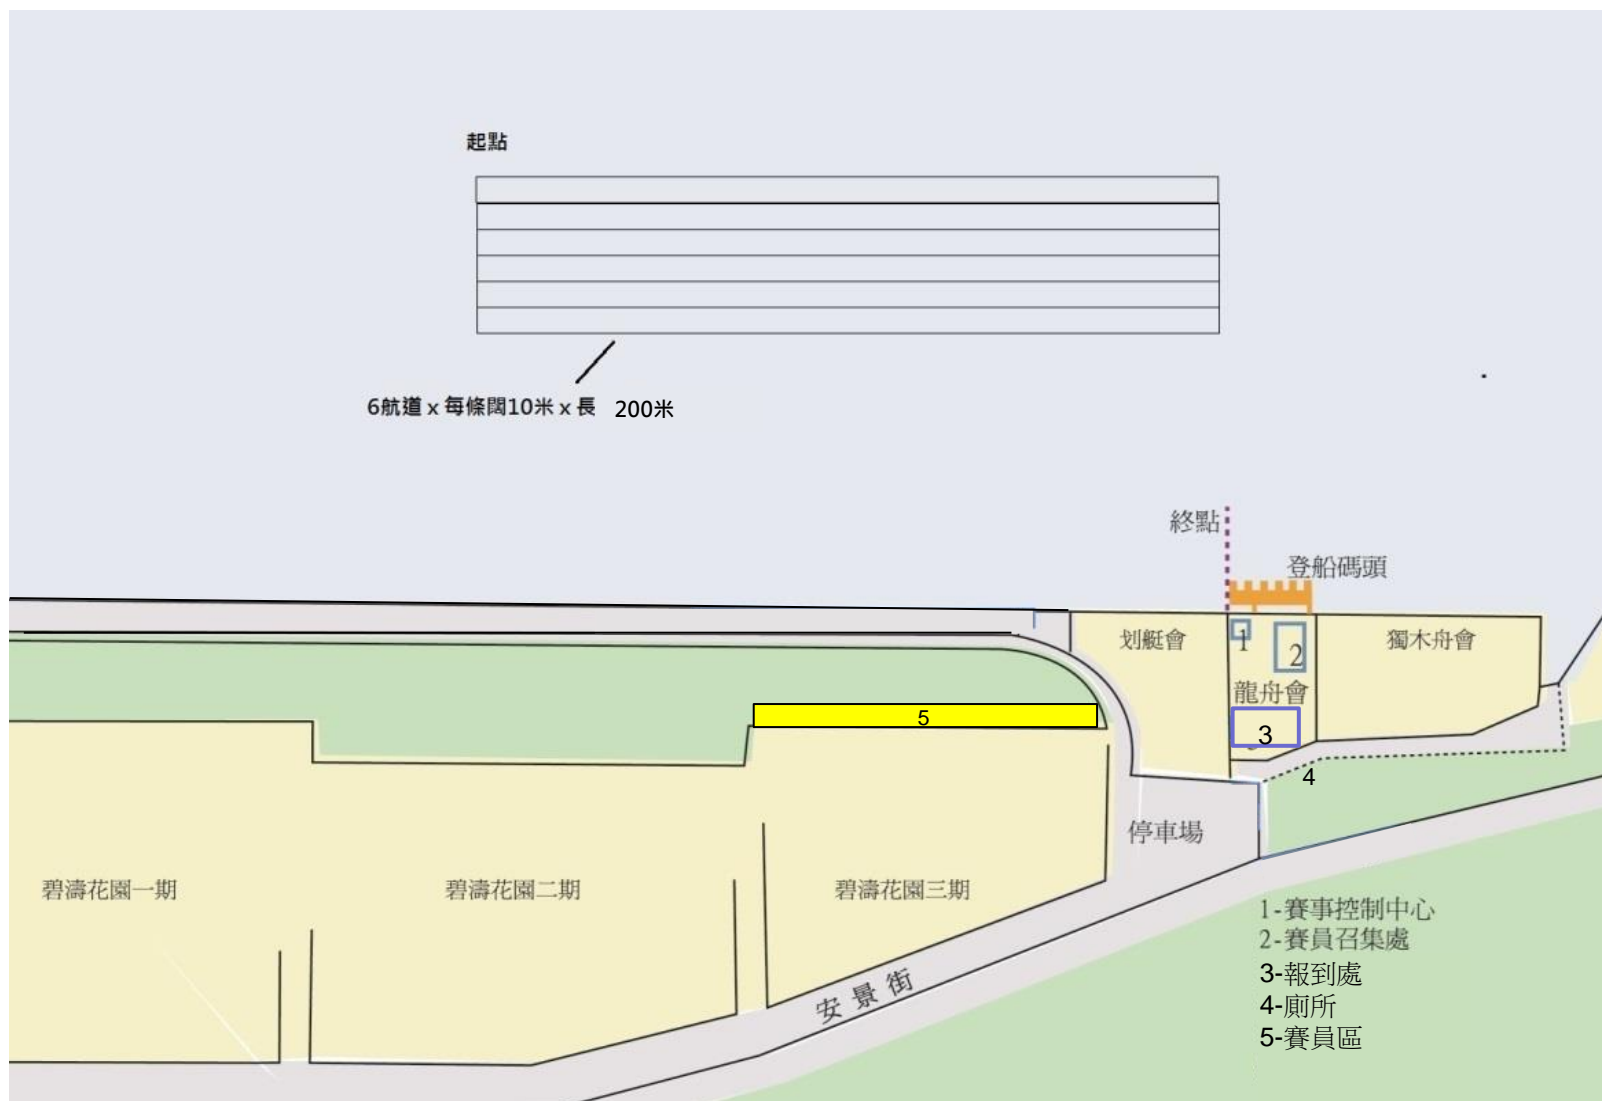 起點
6航道 x 每條闊10米 x 長 200米
終點
登船碼頭
划艇會
1
2
獨木舟會
龍舟會
5
3
4
停車場
碧濤花園一期
碧濤花園二期
碧濤花園三期
安景街
1-賽事控制中心
2-賽員召集處
3-報到處
4-廁所
5-賽員區